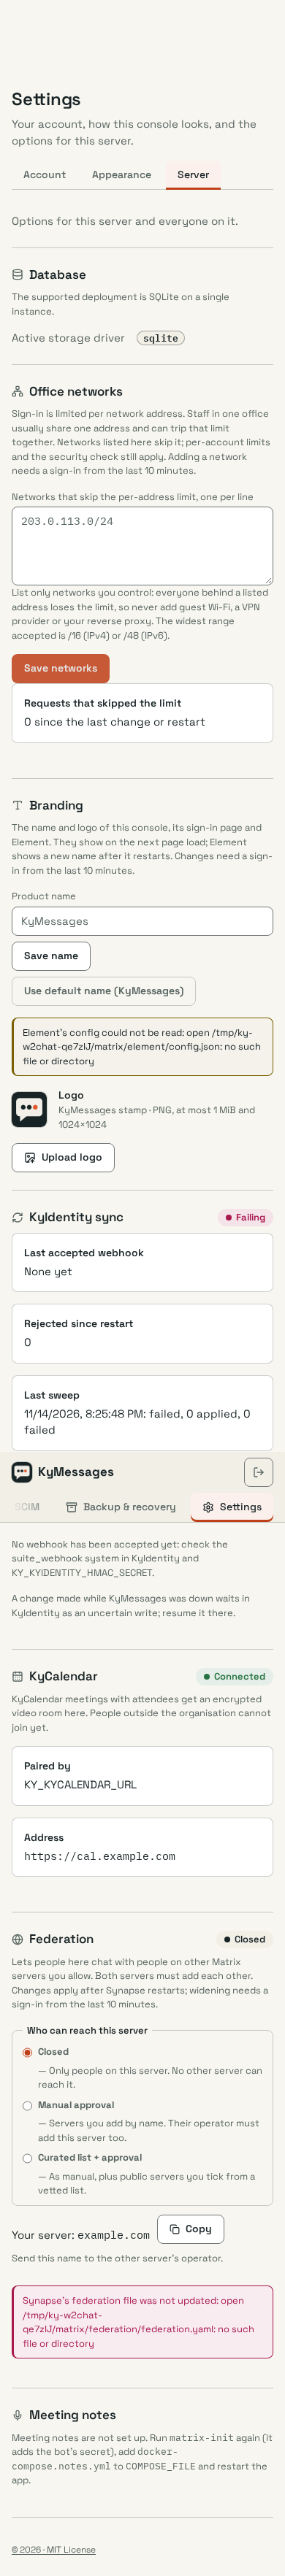 Settings
Your account, how this console looks, and the
options for this server.
Account Appearance Server
Options for this server and everyone on it.
Database
The supported deployment is SQLite on a single
instance.
Active storage driver sqlite
Office networks
Sign-in is limited per network address. Staff in one office
usually share one address and can trip that limit
together. Networks listed here skip it; per-account limits
and the security check still apply. Adding a network
needs a sign-in from the last 10 minutes.
Networks that skip the per-address limit, one per line
203.0.113.0/24
List only networks you control: everyone behind a listed
address loses the limit, so never add guest Wi-Fi, a VPN
provider or your reverse proxy. The widest range
accepted is /16 (IPv4) or /48 (IPv6).
Save networks
Requests that skipped the limit
0 since the last change or restart
Branding
The name and logo of this console, its sign-in page and
Element. They show on the next page load; Element
shows a new name after it restarts. Changes need a sign-
in from the last 10 minutes.
Product name
KyMessages
Save name
Use default name (KyMessages)
Element's config could not be read: open /tmp/ky-
w2chat-qe7zIJ/matrix/element/config.json: no such
file or directory
Logo
KyMessages stamp · PNG, at most 1 MiB and
1024×1024
Upload logo
KyIdentity sync Failing
Last accepted webhook
None yet
Rejected since restart
0
Last sweep
11/14/2026, 8:25:48 PM: failed, 0 applied, 0
failed
KyMessages
SCIM Backup & recovery Settings
No webhook has been accepted yet: check the
suite_webhook system in KyIdentity and
KY_KYIDENTITY_HMAC_SECRET.
A change made while KyMessages was down waits in
KyIdentity as an uncertain write; resume it there.
KyCalendar Connected
KyCalendar meetings with attendees get an encrypted
video room here. People outside the organisation cannot
join yet.
Paired by
KY_KYCALENDAR_URL
Address
https://cal.example.com
Federation Closed
Lets people here chat with people on other Matrix
servers you allow. Both servers must add each other.
Changes apply after Synapse restarts; widening needs a
sign-in from the last 10 minutes.
Who can reach this server
Closed
— Only people on this server. No other server can
reach it.
Manual approval
— Servers you add by name. Their operator must
add this server too.
Curated list + approval
— As manual, plus public servers you tick from a
vetted list.
Your server: example.com Copy
Send this name to the other server's operator.
Synapse's federation file was not updated: open
/tmp/ky-w2chat-
qe7zIJ/matrix/federation/federation.yaml: no such
file or directory
Meeting notes
Meeting notes are not set up. Run matrix-init again (it
adds the bot's secret), add docker-
compose.notes.yml to COMPOSE_FILE and restart the
app.
© 2026 · MIT License